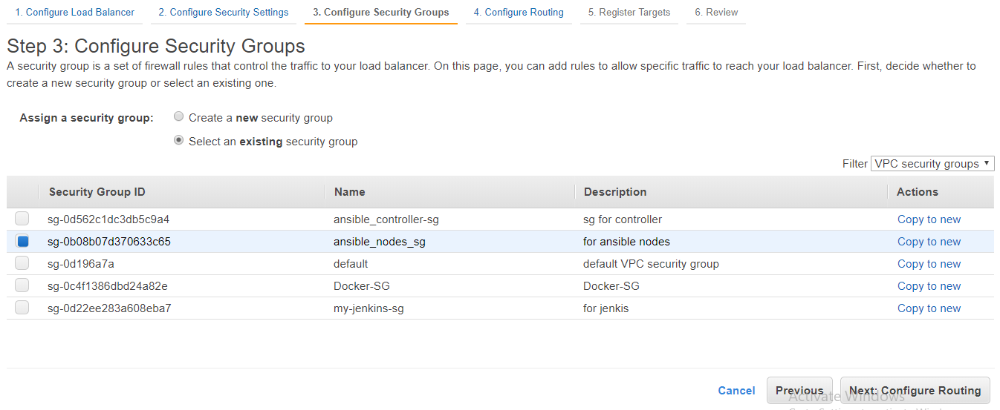 1. Configure Load Balancer 2. Configure Security Settings 3. Configure Security Groups 4. Configure Routing 5. Register Targets 6. Review
Step 3: Configure Security Groups
A security group is a set of firewall rules that control the traffic to your load balancer. On this page, you can add rules to allow specific traffic to reach your load balancer. First, decide whether to
create a new security group or select an existing one.
Assign a security group: Create a new security group
Select an existing security group
Filter VPC security groups
Security Group ID Name Description Actions
sg-0d562c1dc3db5c9a4 ansible_controller-sg sg for controller Copy to new
sg-0b08b07d370633c65 ansible_nodes_sg for ansible nodes Copy to new
sg-0d196a7a default default VPC security group Copy to new
sg-0c4f1386dbd24a82e Docker-SG Docker-SG Copy to new
sg-0d22ee283a608eba7 my-jenkins-sg for jenkis Copy to new
Cancel Previous Next: Configure Routing
Activate Windows